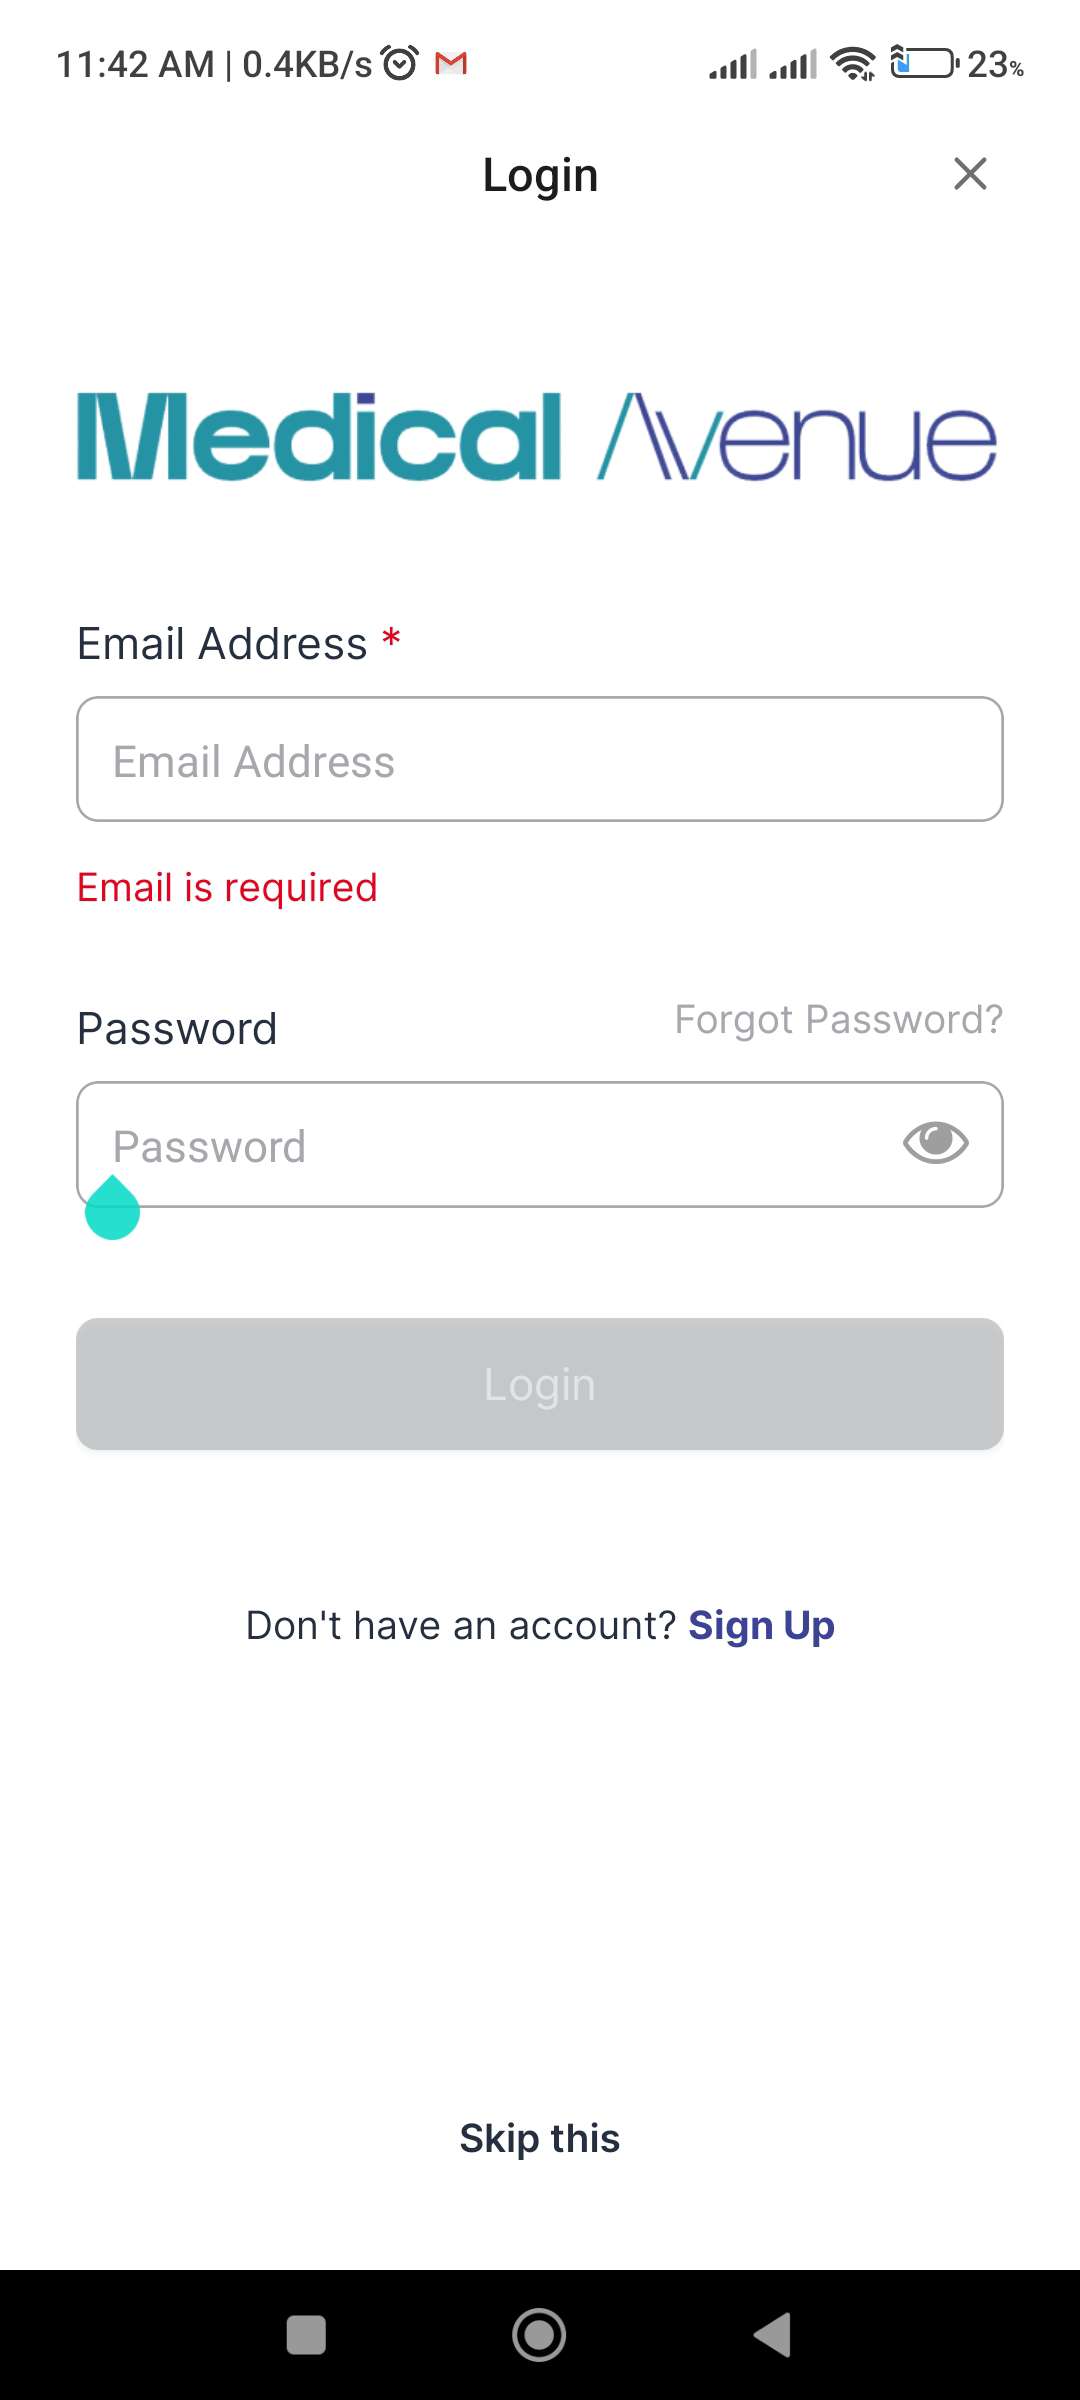 11:42 AM | 0.4KB/s 23%
Login
Medical Avenue
Email Address *
Email Address
Email is required
Password Forgot Password?
Password
Login
Don't have an account? Sign Up
Skip this